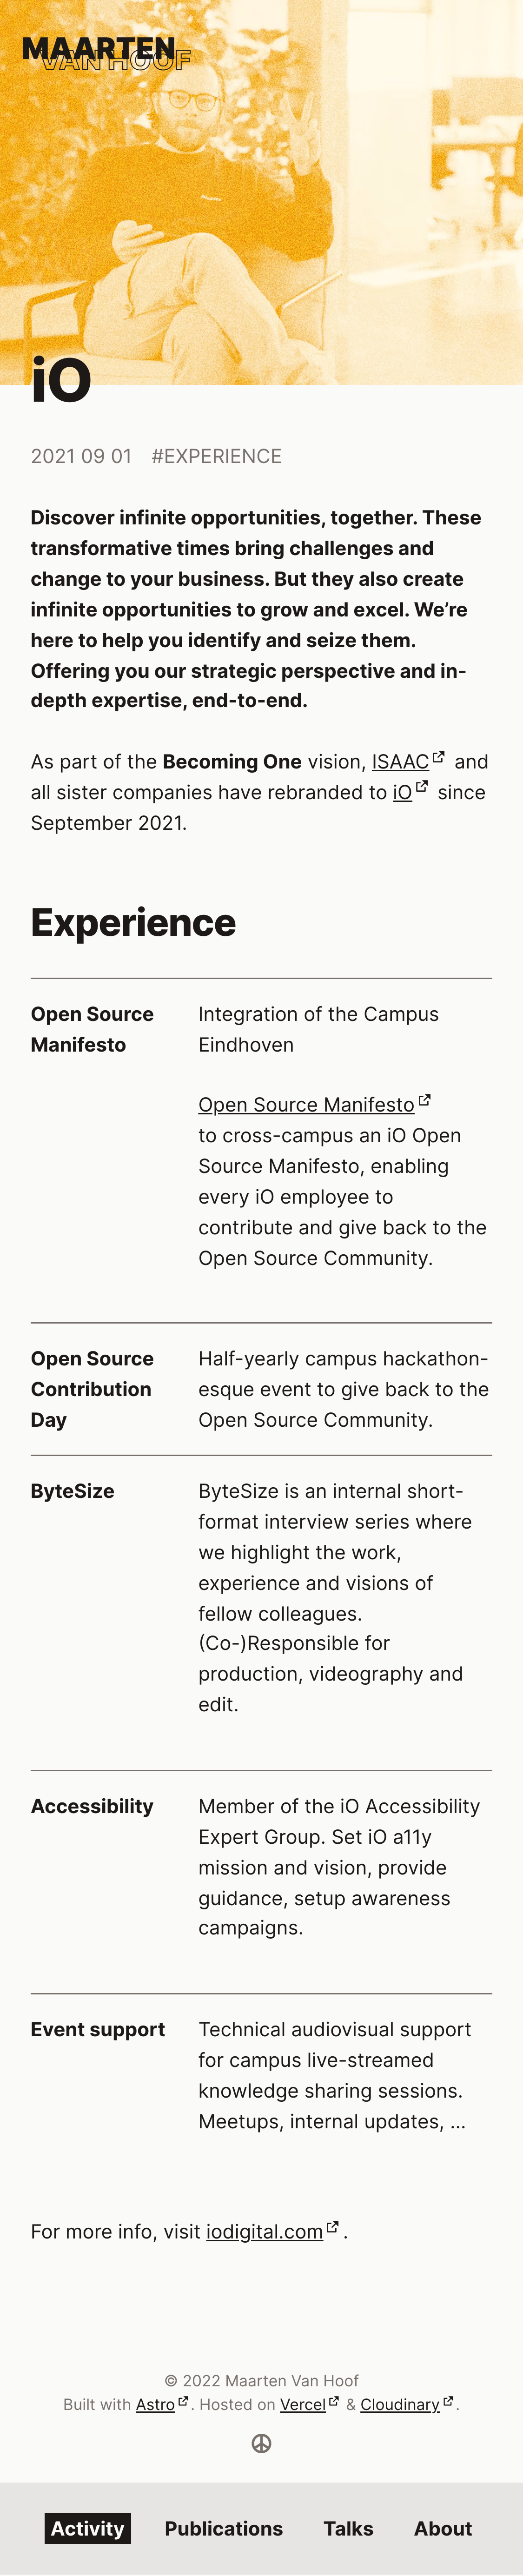 MAARTEN
VAN HOOF
iO
2021 09 01 #EXPERIENCE
Discover infinite opportunities, together. These
transformative times bring challenges and
change to your business. But they also create
infinite opportunities to grow and excel. We’re
here to help you identify and seize them.
Offering you our strategic perspective and in-
depth expertise, end-to-end.
As part of the Becoming One vision, ISAAC and
all sister companies have rebranded to iO since
September 2021.
Experience
Open Source
Manifesto
Integration of the Campus
Eindhoven
Open Source Manifesto
to cross-campus an iO Open
Source Manifesto, enabling
every iO employee to
contribute and give back to the
Open Source Community.
Open Source
Contribution
Day
Half-yearly campus hackathon-
esque event to give back to the
Open Source Community.
ByteSize
ByteSize is an internal short-
format interview series where
we highlight the work,
experience and visions of
fellow colleagues.
(Co-)Responsible for
production, videography and
edit.
Accessibility
Member of the iO Accessibility
Expert Group. Set iO a11y
mission and vision, provide
guidance, setup awareness
campaigns.
Event support
Technical audiovisual support
for campus live-streamed
knowledge sharing sessions.
Meetups, internal updates, ...
For more info, visit iodigital.com.
© 2022 Maarten Van Hoof
Built with Astro. Hosted on Vercel & Cloudinary.
Activity Publications Talks About